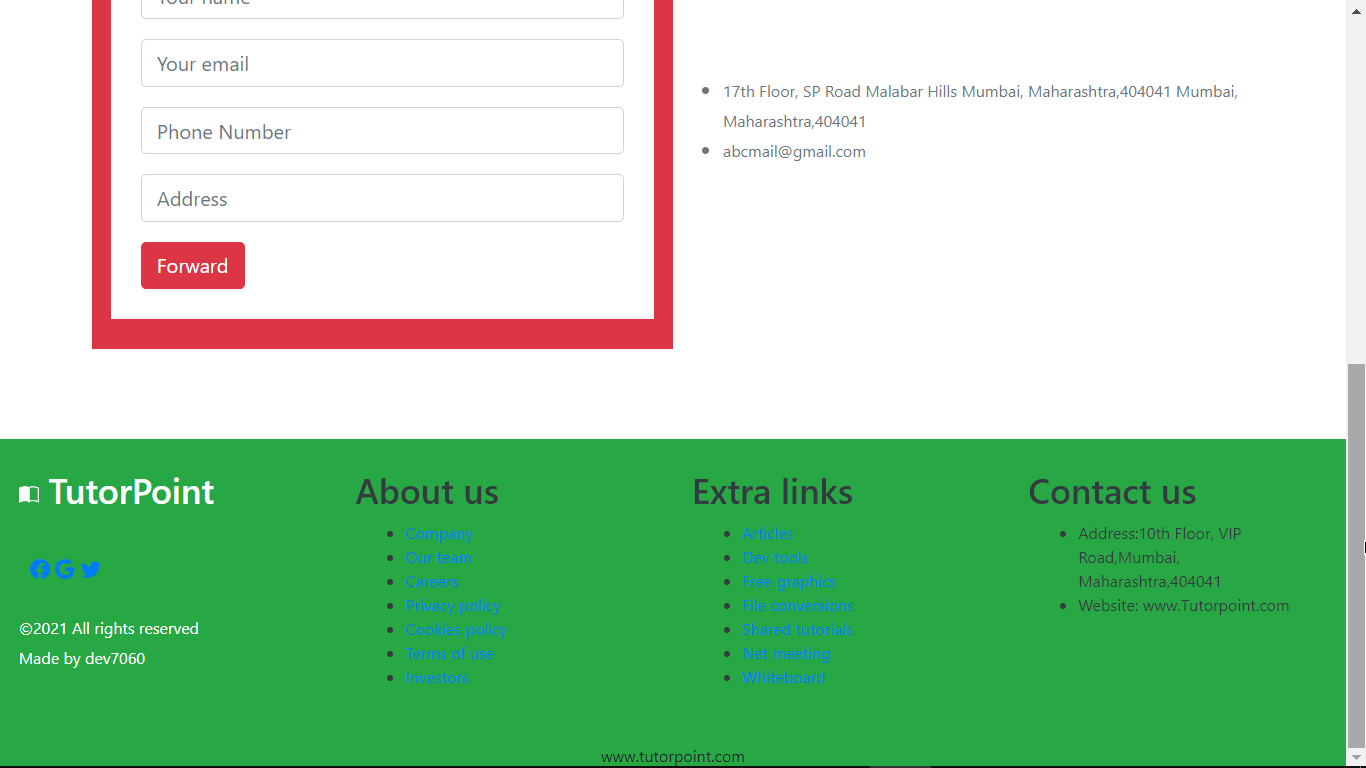 Your name
Your email
Phone Number
Address
Forward
17th Floor, SP Road Malabar Hills Mumbai, Maharashtra,404041 Mumbai,
Maharashtra,404041
abcmail@gmail.com
TutorPoint
©2021 All rights reserved
Made by dev7060
About us
Company
Our team
Careers
Privacy policy
Cookies policy
Terms of use
Investors
Extra links
Articles
Dev tools
Free graphics
File conversions
Shared tutorials
Net meeting
Whiteboard
Contact us
Address:10th Floor, VIP
Road,Mumbai,
Maharashtra,404041
Website: www.Tutorpoint.com
www.tutorpoint.com